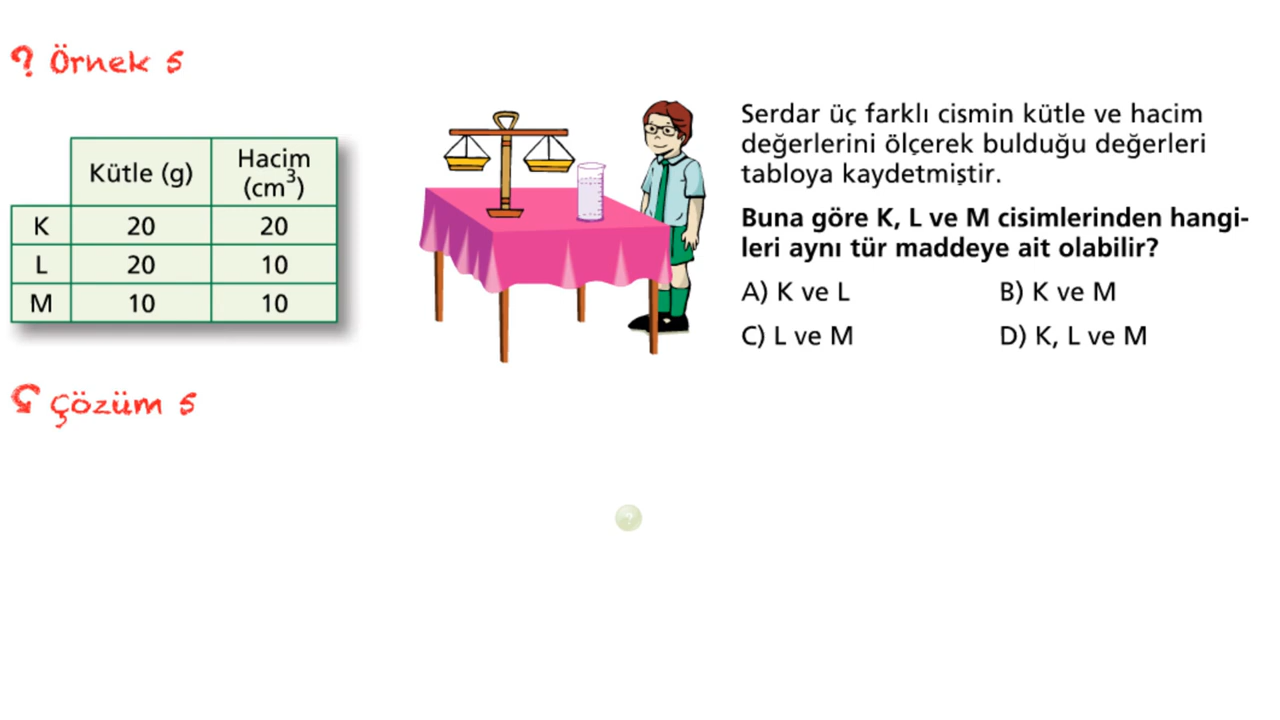 ? Örnek 5
Kütle (g) Hacim (cm³)
K 20 20
L 20 10
M 10 10
Serdar üç farklı cismin kütle ve hacim
değerlerini ölçerek bulduğu değerleri
tabloya kaydetmiştir.
Buna göre K, L ve M cisimlerinden hangi-
leri aynı tür maddeye ait olabilir?
A) K ve L B) K ve M
C) L ve M D) K, L ve M
Çözüm 5
?